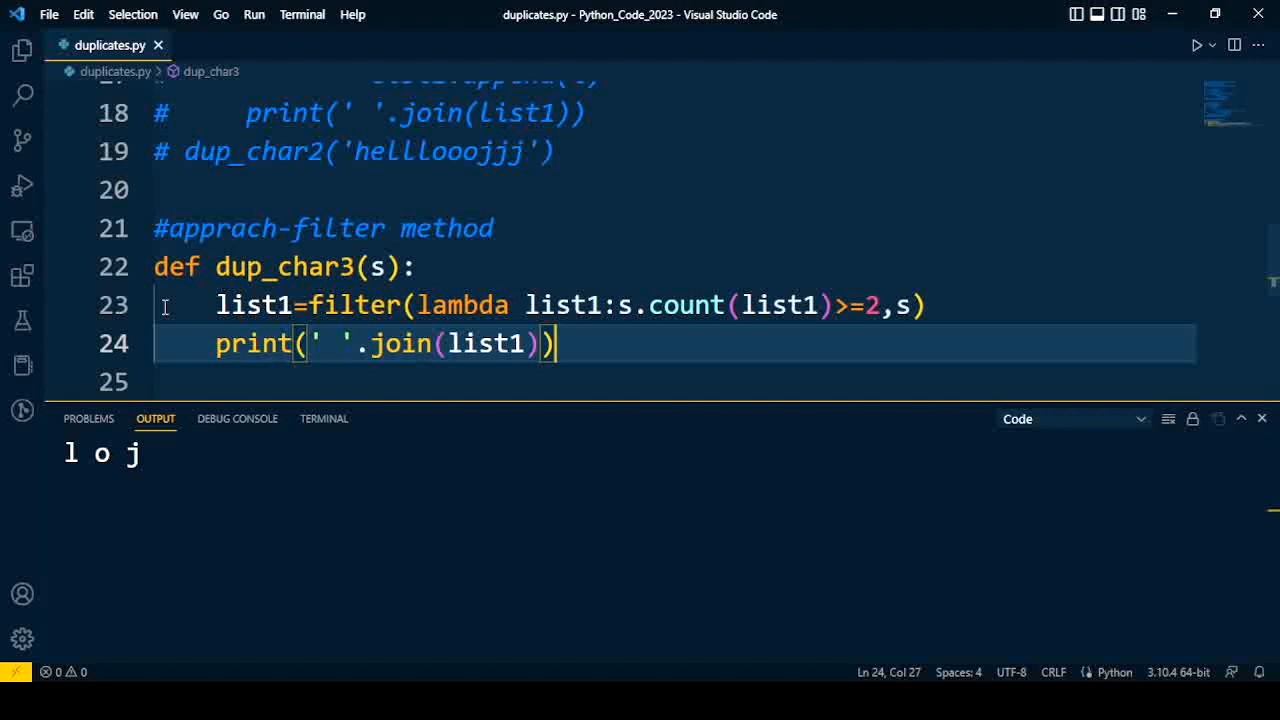 File Edit Selection View Go Run Terminal Help duplicates.py - Python_Code_2023 - Visual Studio Code
duplicates.py
duplicates.py > dup_char3
18 #     print(' '.join(list1))
19 # dup_char2('helllooojjj')
20
21 #apprach-filter method
22 def dup_char3(s):
23     list1=filter(lambda list1:s.count(list1)>=2,s)
24     print(' '.join(list1))
25
PROBLEMS OUTPUT DEBUG CONSOLE TERMINAL Code
l o j
0 0 Ln 24, Col 27 Spaces: 4 UTF-8 CRLF Python 3.10.4 64-bit